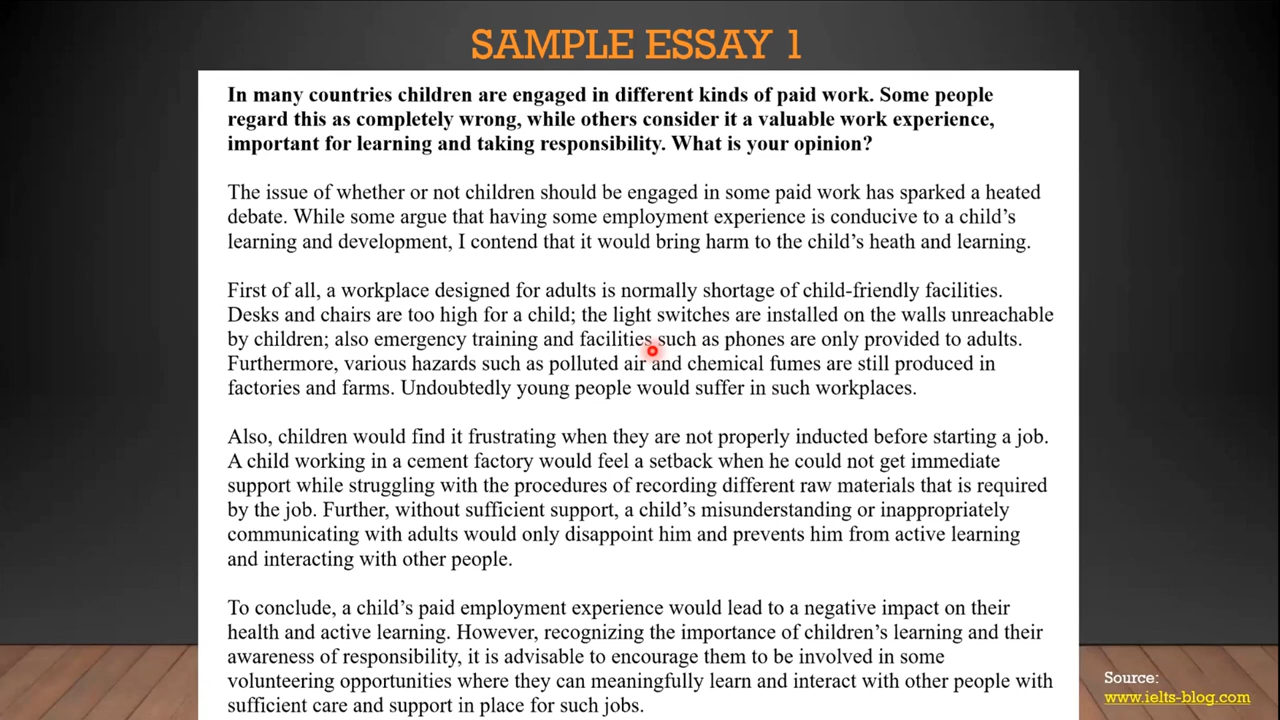 SAMPLE ESSAY 1
In many countries children are engaged in different kinds of paid work. Some people
regard this as completely wrong, while others consider it a valuable work experience,
important for learning and taking responsibility. What is your opinion?
The issue of whether or not children should be engaged in some paid work has sparked a heated
debate. While some argue that having some employment experience is conducive to a child’s
learning and development, I contend that it would bring harm to the child’s heath and learning.
First of all, a workplace designed for adults is normally shortage of child-friendly facilities.
Desks and chairs are too high for a child; the light switches are installed on the walls unreachable
by children; also emergency training and facilities such as phones are only provided to adults.
Furthermore, various hazards such as polluted air and chemical fumes are still produced in
factories and farms. Undoubtedly young people would suffer in such workplaces.
Also, children would find it frustrating when they are not properly inducted before starting a job.
A child working in a cement factory would feel a setback when he could not get immediate
support while struggling with the procedures of recording different raw materials that is required
by the job. Further, without sufficient support, a child’s misunderstanding or inappropriately
communicating with adults would only disappoint him and prevents him from active learning
and interacting with other people.
To conclude, a child’s paid employment experience would lead to a negative impact on their
health and active learning. However, recognizing the importance of children’s learning and their
awareness of responsibility, it is advisable to encourage them to be involved in some
volunteering opportunities where they can meaningfully learn and interact with other people with
sufficient care and support in place for such jobs.
Source:
www.ielts-blog.com